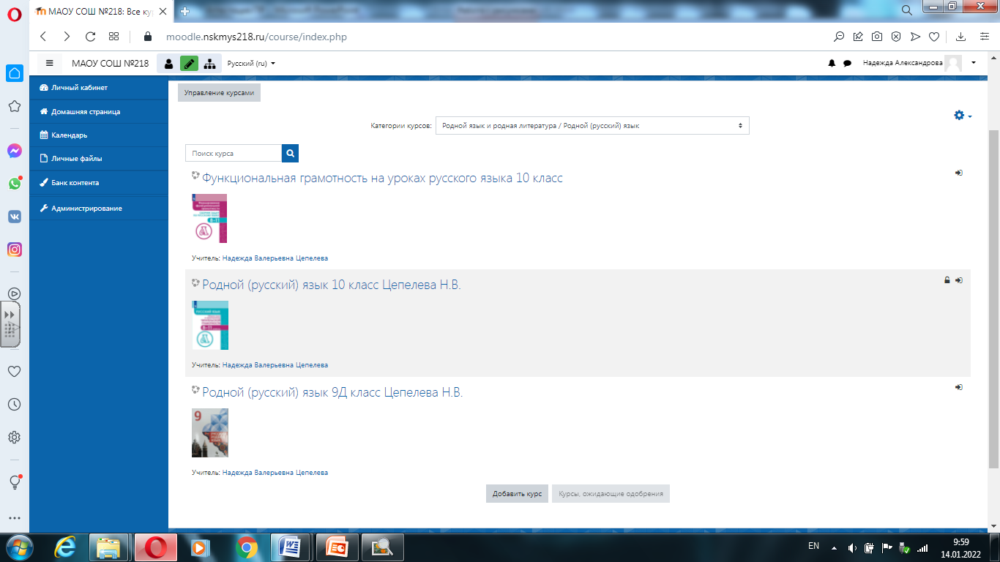 МАОУ СОШ №218: Все ку
moodle.nskmys218.ru/course/index.php
МАОУ СОШ №218
Русский (ru)
Надежда Александрова
Личный кабинет
Домашняя страница
Календарь
Личные файлы
Банк контента
Администрирование
Управление курсами
Категории курсов:
Родной язык и родная литература / Родной (русский) язык
Поиск курса
Функциональная грамотность на уроках русского языка 10 класс
Учитель: Надежда Валерьевна Цепелева
Родной (русский) язык 10 класс Цепелева Н.В.
РУССКИЙ ЯЗЫК
Учитель: Надежда Валерьевна Цепелева
Родной (русский) язык 9Д класс Цепелева Н.В.
9
Учитель: Надежда Валерьевна Цепелева
Добавить курс
Курсы, ожидающие одобрения
EN
9:59
14.01.2022